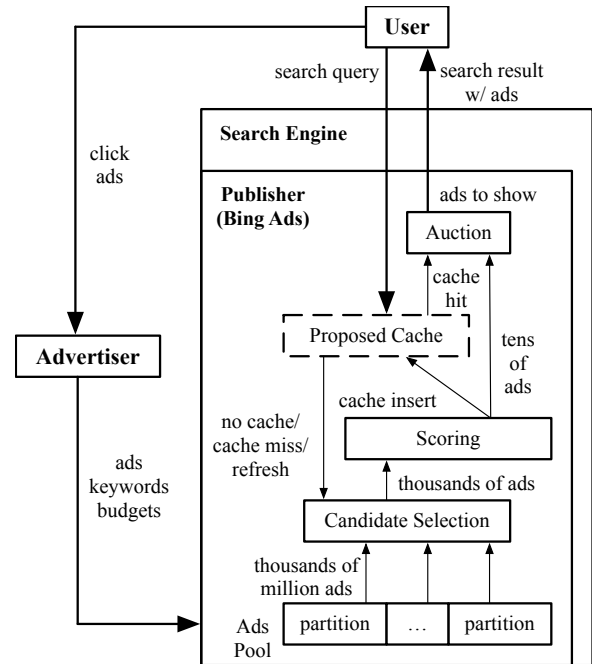 User
search query
search result
w/ ads
Search Engine
click
ads
Publisher
(Bing Ads)
ads to show
Auction
cache
hit
Proposed Cache
Advertiser
tens
of
ads
cache insert
no cache/
cache miss/
refresh
Scoring
ads
keywords
budgets
thousands of ads
Candidate Selection
thousands of
million ads
Ads
Pool
partition
...
partition